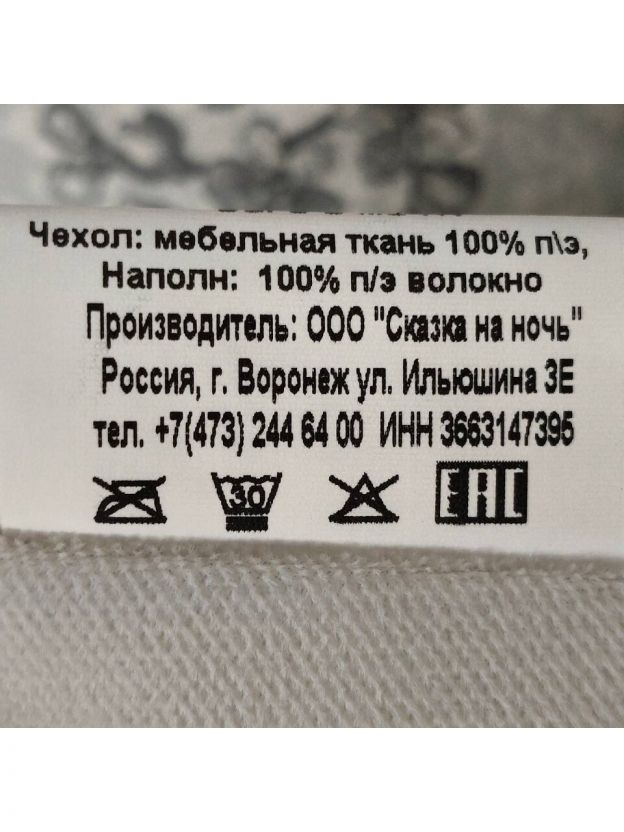 Чехол: мебельная ткань 100% п\э,
Наполн: 100% п/э волокно
Производитель: ООО "Сказка на ночь"
Россия, г. Воронеж ул. Ильюшина 3Е
тел. +7(473) 244 64 00 ИНН 3663147395
30 EAC